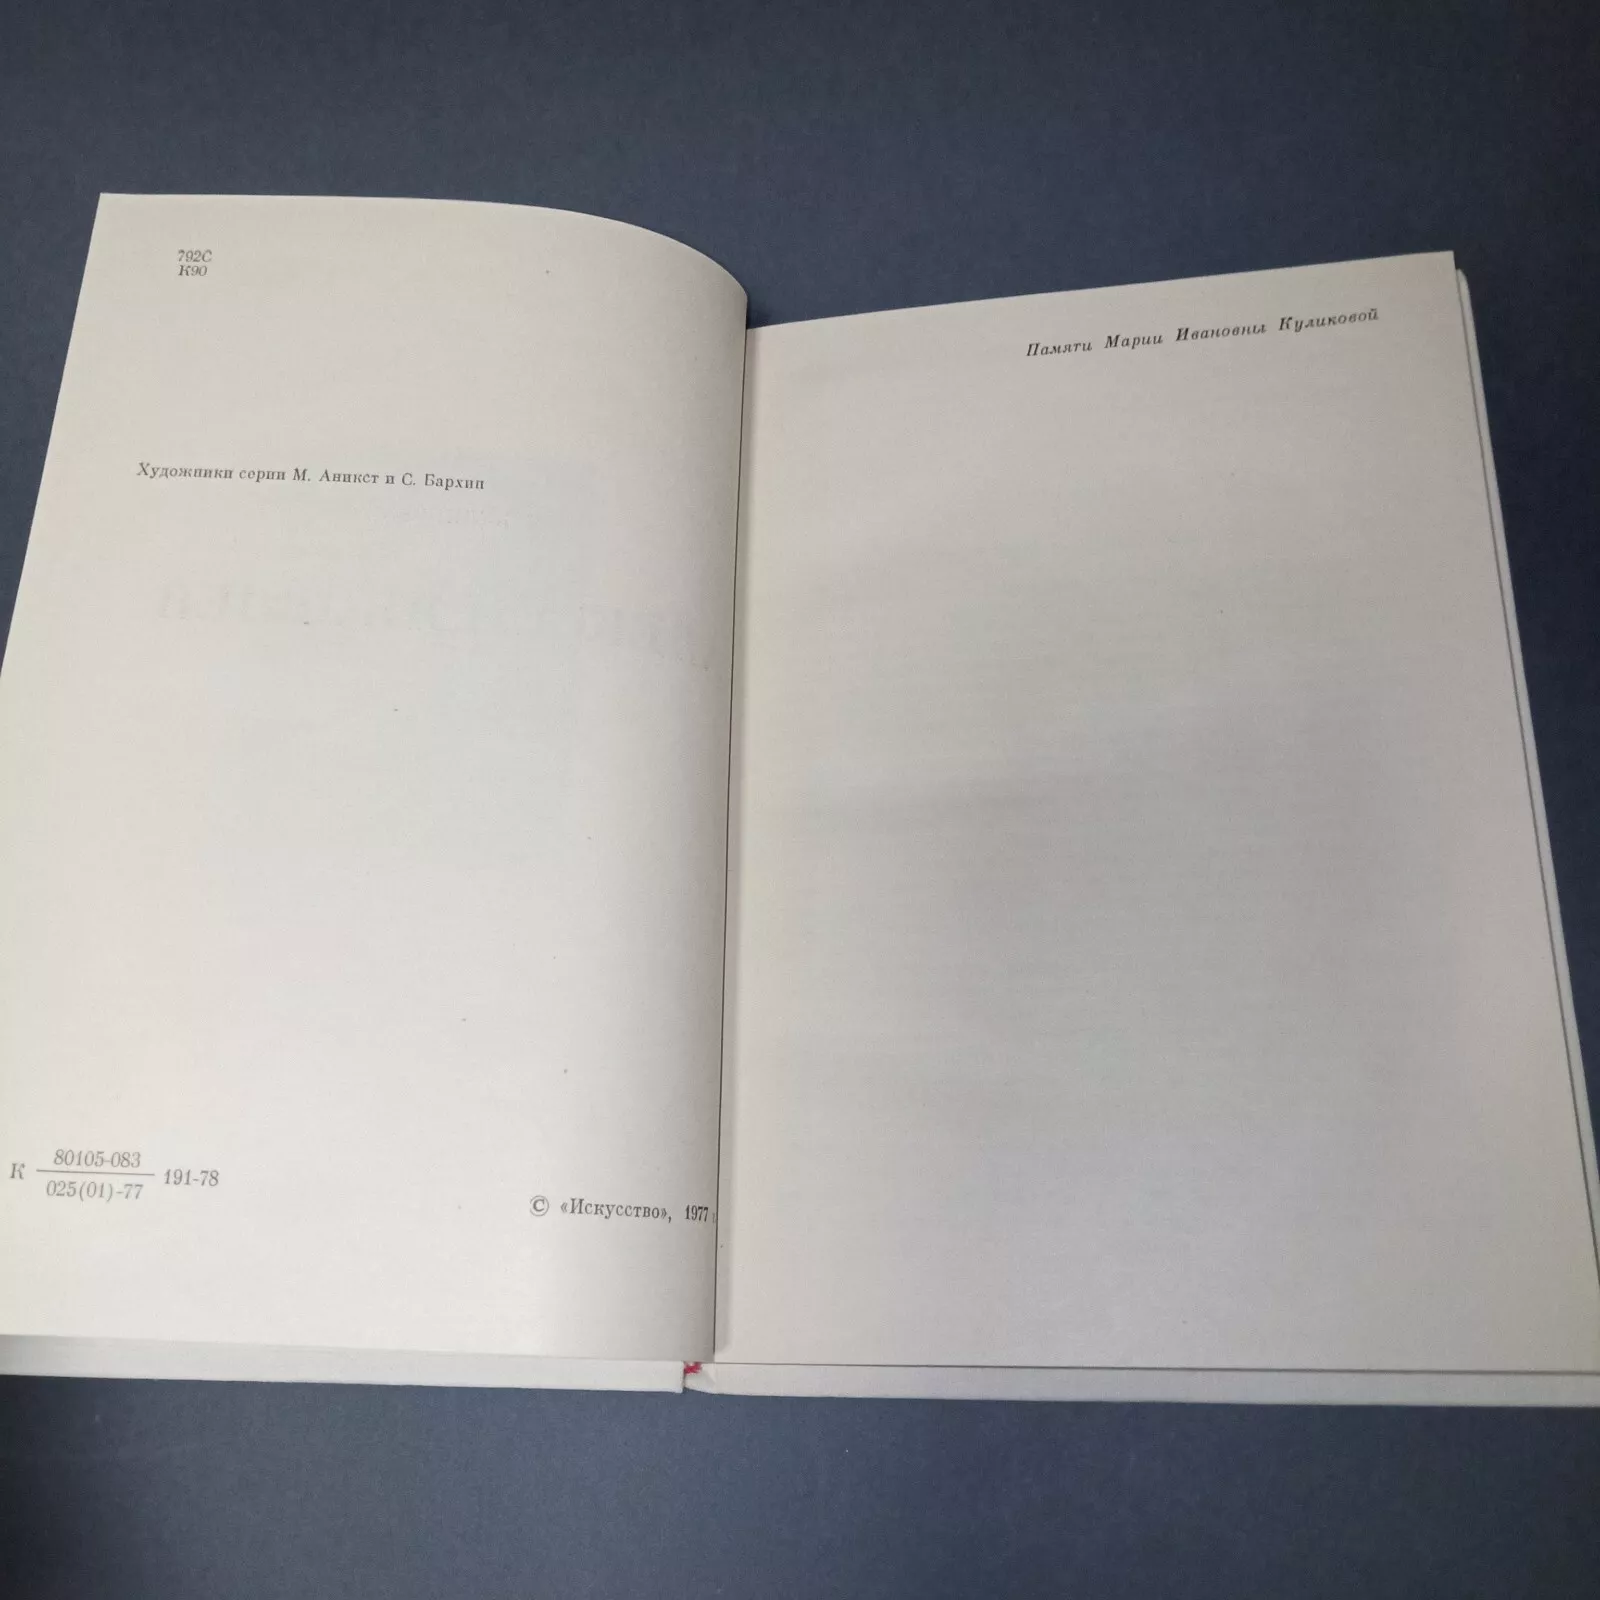 792С
К90
Художники серии М. Аникст и С. Бархин
К 80105-083
025(01)-77 191-78
© «Искусство», 1977 г.
Памяти Марии Ивановны Куликовой